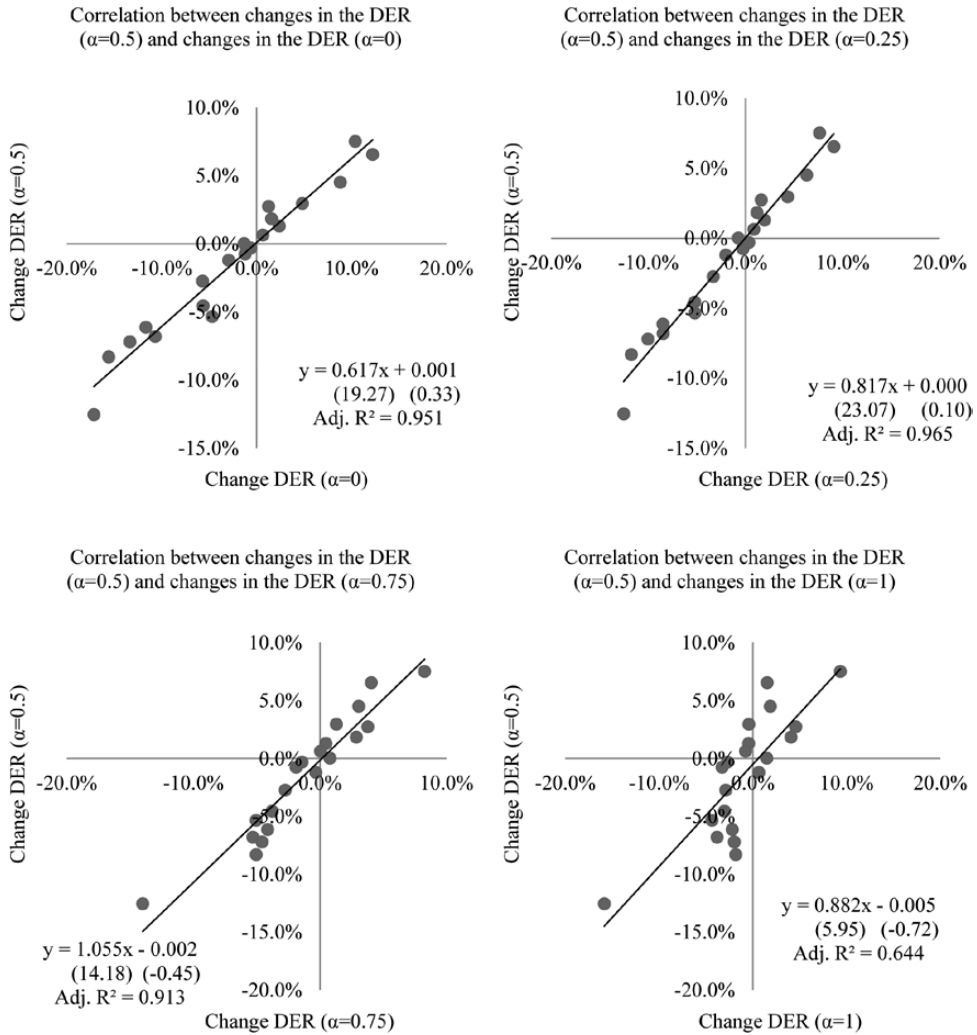 Correlation between changes in the DER
(α=0.5) and changes in the DER (α=0)
10.0%
5.0%
0.0%
-20.0%
-10.0%
0.0%
10.0%
20.0%
-5.0%
-10.0%
-15.0%
Change DER (α=0.5)
y = 0.617x + 0.001
(19.27) (0.33)
Adj. R² = 0.951
Change DER (α=0)
Correlation between changes in the DER
(α=0.5) and changes in the DER (α=0.25)
10.0%
5.0%
0.0%
-20.0%
-10.0%
0.0%
10.0%
20.0%
-5.0%
-10.0%
-15.0%
Change DER (α=0.5)
y = 0.817x + 0.000
(23.07) (0.10)
Adj. R² = 0.965
Change DER (α=0.25)
Correlation between changes in the DER
(α=0.5) and changes in the DER (α=0.75)
10.0%
5.0%
0.0%
-20.0%
-10.0%
0.0%
10.0%
-5.0%
-10.0%
-15.0%
-20.0%
Change DER (α=0.5)
y = 1.055x - 0.002
(14.18) (-0.45)
Adj. R² = 0.913
Change DER (α=0.75)
Correlation between changes in the DER
(α=0.5) and changes in the DER (α=1)
10.0%
5.0%
0.0%
-20.0%
-10.0%
0.0%
10.0%
20.0%
-5.0%
-10.0%
-15.0%
-20.0%
Change DER (α=0.5)
y = 0.882x - 0.005
(5.95) (-0.72)
Adj. R² = 0.644
Change DER (α=1)